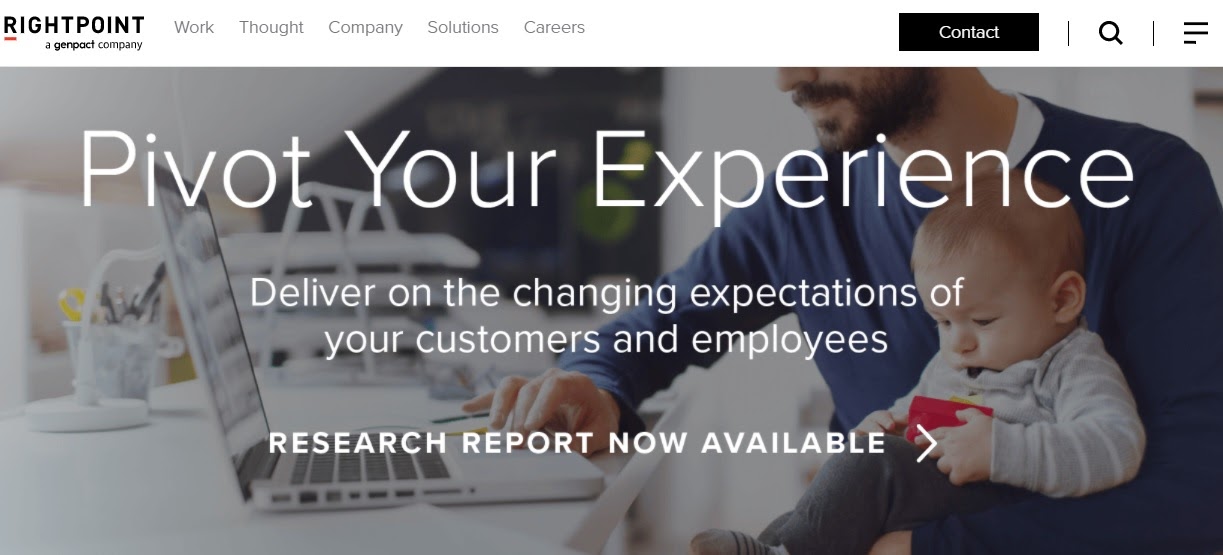 RIGHTPOINT
a genpact company
Work Thought Company Solutions Careers
Contact
Pivot Your Experience
Deliver on the changing expectations of
your customers and employees
RESEARCH REPORT NOW AVAILABLE